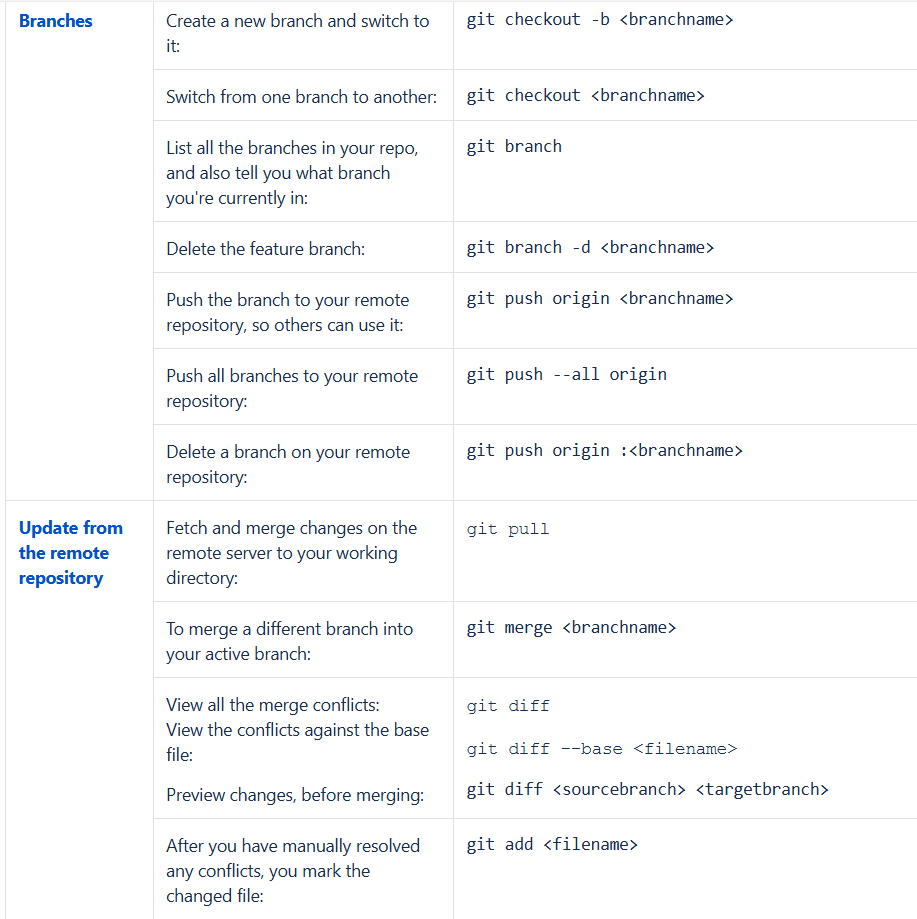 Branches
Create a new branch and switch to
it:
git checkout -b <branchname>
Switch from one branch to another:
git checkout <branchname>
List all the branches in your repo,
and also tell you what branch
you're currently in:
git branch
Delete the feature branch:
git branch -d <branchname>
Push the branch to your remote
repository, so others can use it:
git push origin <branchname>
Push all branches to your remote
repository:
git push --all origin
Delete a branch on your remote
repository:
git push origin :<branchname>
Update from
the remote
repository
Fetch and merge changes on the
remote server to your working
directory:
git pull
To merge a different branch into
your active branch:
git merge <branchname>
View all the merge conflicts:
View the conflicts against the base
file:
Preview changes, before merging:
git diff
git diff --base <filename>
git diff <sourcebranch> <targetbranch>
After you have manually resolved
any conflicts, you mark the
changed file:
git add <filename>